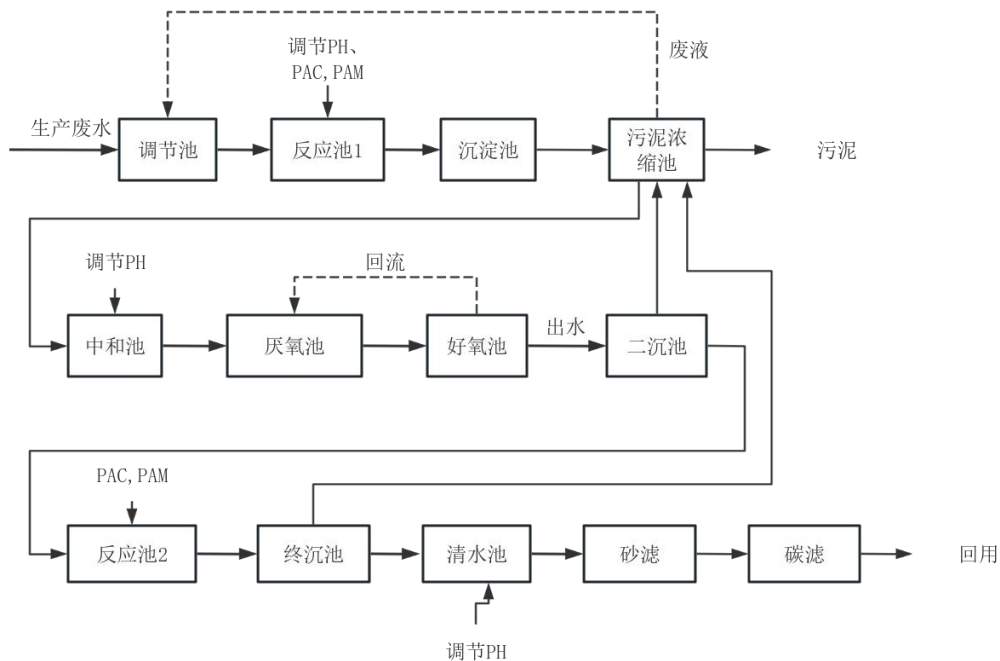 调节PH、
PAC,PAM
废液
生产废水
调节池
反应池1
沉淀池
污泥浓
缩池
污泥
调节PH
回流
中和池
厌氧池
好氧池
出水
二沉池
PAC,PAM
反应池2
终沉池
清水池
砂滤
碳滤
回用
调节PH